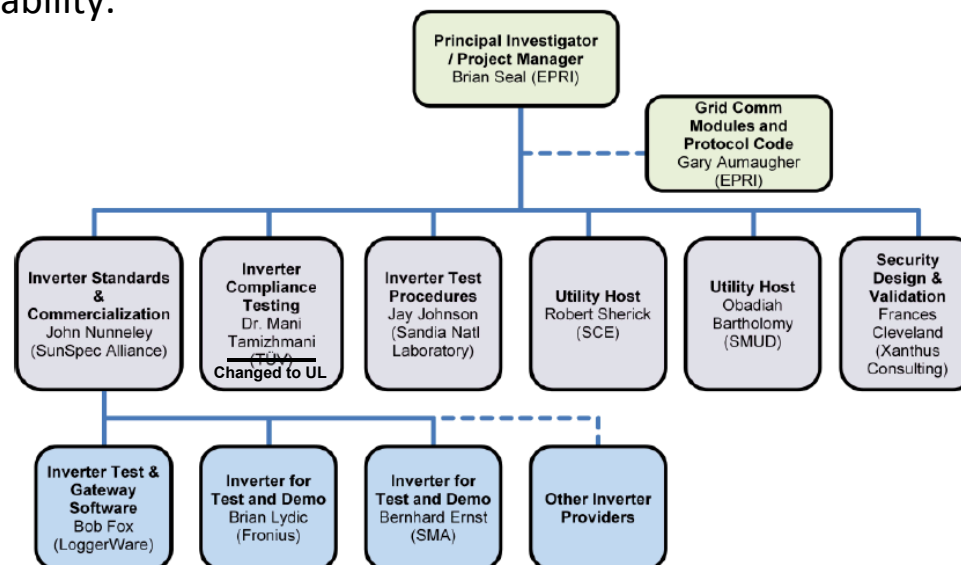 ability.
Principal Investigator
/ Project Manager
Brian Seal (EPRI)
Grid Comm
Modules and
Protocol Code
Gary Aumaugher
(EPRI)
Inverter Standards
&
Commercialization
John Nunneley
(SunSpec Alliance)
Inverter
Compliance
Testing
Dr. Mani
Tamizhmani
(TÜV)
Changed to UL
Inverter Test
Procedures
Jay Johnson
(Sandia Natl
Laboratory)
Utility Host
Robert Sherick
(SCE)
Utility Host
Obadiah
Bartholomy
(SMUD)
Security
Design &
Validation
Frances
Cleveland
(Xanthus
Consulting)
Inverter Test &
Gateway
Software
Bob Fox
(LoggerWare)
Inverter for
Test and Demo
Brian Lydic
(Fronius)
Inverter for
Test and Demo
Bernhard Ernst
(SMA)
Other Inverter
Providers